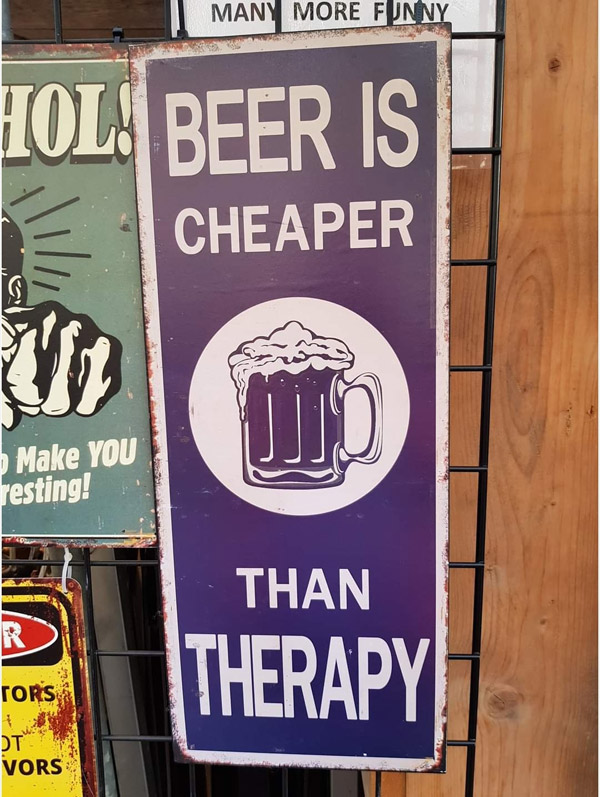 MANY MORE FUNNY
BEER IS
CHEAPER
THAN
THERAPY
HOL!
Make YOU
resting!
R
TORS
OT
VORS